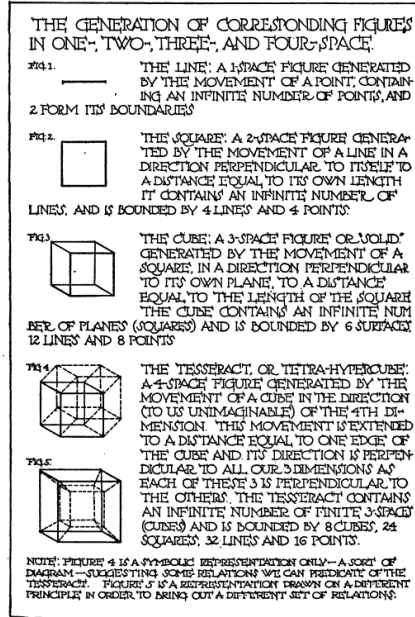 THE GENERATION OF CORRESPONDING FIGURES
IN ONE-, TWO-, THREE-, AND FOUR-SPACE.
FIG 1.
THE LINE: A 1-SPACE FIGURE GENERATED
BY THE MOVEMENT OF A POINT, CONTAIN-
ING AN INFINITE NUMBER OF POINTS, AND
2 FORM ITS BOUNDARIES
FIG 2.
THE SQUARE: A 2-SPACE FIGURE GENERA-
TED BY THE MOVEMENT OF A LINE IN A
DIRECTION PERPENDICULAR TO ITSELF TO
A DISTANCE EQUAL TO ITS OWN LENGTH
IT CONTAINS AN INFINITE NUMBER OF
LINES, AND IS BOUNDED BY 4 LINES AND 4 POINTS.
FIG.3
THE CUBE: A 3-SPACE FIGURE OR "SOLID."
GENERATED BY THE MOVEMENT OF A
SQUARE, IN A DIRECTION PERPENDICULAR
TO ITS OWN PLANE, TO A DISTANCE
EQUAL TO THE LENGTH OF THE SQUARE
THE CUBE CONTAINS AN INFINITE NUM
BER OF PLANES (SQUARES) AND IS BOUNDED BY 6 SURFACES,
12 LINES AND 8 POINTS
FIG 4.
THE TESSERACT, OR TETRA-HYPERCUBE:
A 4-SPACE FIGURE GENERATED BY THE
MOVEMENT OF A CUBE IN THE DIRECTION
(TO US UNIMAGINABLE) OF THE 4TH DI-
MENSION. THIS MOVEMENT IS EXTENDED
TO A DISTANCE EQUAL TO ONE EDGE OF
FIG 5.
THE CUBE AND ITS DIRECTION IS PERPEN-
DICULAR TO ALL OUR 3 DIMENSIONS AS
EACH OF THESE 3 IS PERPENDICULAR TO
THE OTHERS. THE TESSERACT CONTAINS
AN INFINITE NUMBER OF FINITE 3-SPACES
(CUBES) AND IS BOUNDED BY 8 CUBES, 24
SQUARES, 32 LINES AND 16 POINTS.
NOTE: FIGURE 4 IS A SYMBOLIC REPRESENTATION ONLY—A SORT OF
DIAGRAM—SUGGESTING SOME RELATIONS WE CAN PREDICATE OF THE
TESSERACT. FIGURE 5 IS A REPRESENTATION DRAWN ON A DIFFERENT
PRINCIPLE IN ORDER TO BRING OUT A DIFFERENT SET OF RELATIONS.